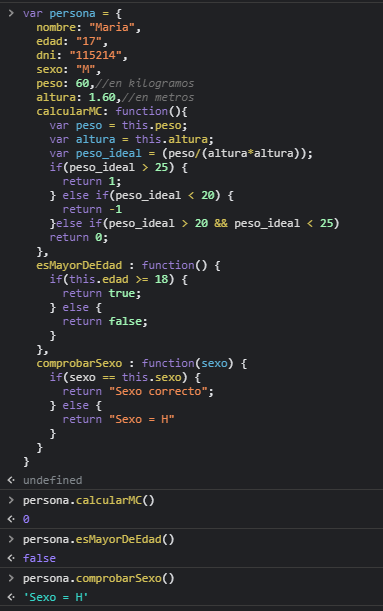 var persona = {
nombre: "Maria",
edad: "17",
dni: "115214",
sexo: "M",
peso: 60,//en kilogramos
altura: 1.60,//en metros
calcularMC: function(){
var peso = this.peso;
var altura = this.altura;
var peso_ideal = (peso/(altura*altura));
if(peso_ideal > 25) {
return 1;
} else if(peso_ideal < 20) {
return -1
}else if(peso_ideal > 20 && peso_ideal < 25)
return 0;
},
esMayorDeEdad : function() {
if(this.edad >= 18) {
return true;
} else {
return false;
}
},
comprobarSexo : function(sexo) {
if(sexo == this.sexo) {
return "Sexo correcto";
} else {
return "Sexo = H"
}
}
}
undefined
persona.calcularMC()
0
persona.esMayorDeEdad()
false
persona.comprobarSexo()
'Sexo = H'